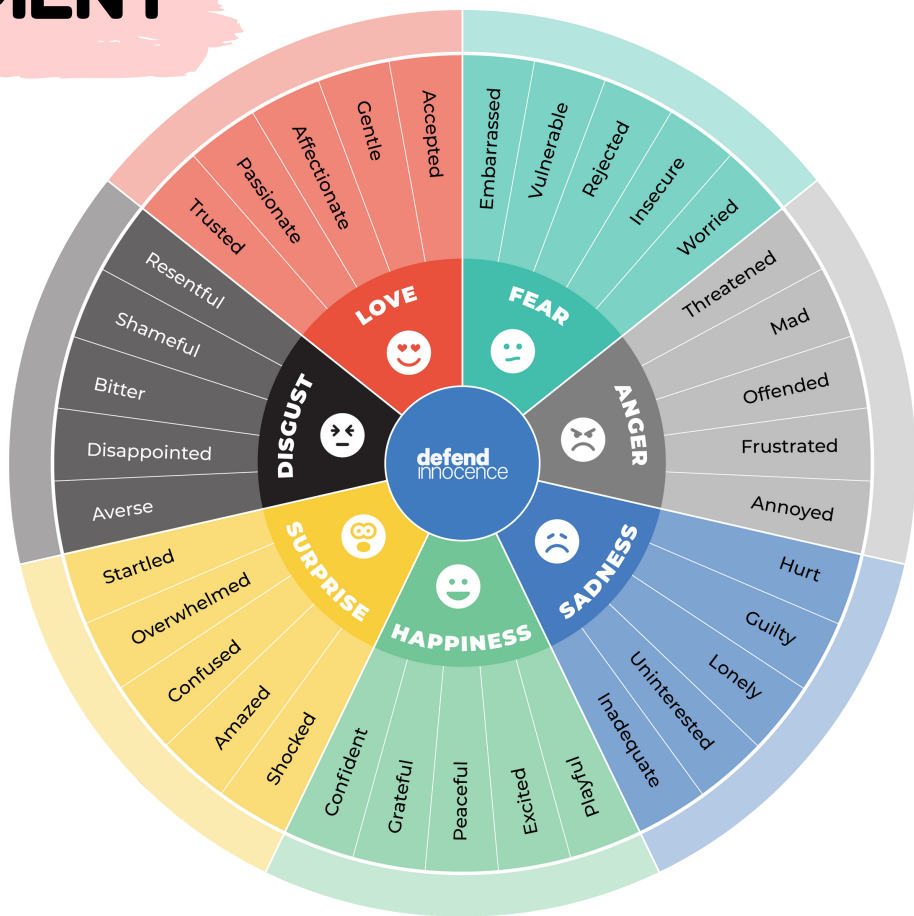 MENT
Embarrassed
Vulnerable
Rejected
Insecure
Worried
FEAR
Threatened
Mad
Offended
Frustrated
Annoyed
ANGER
Hurt
Guilty
Lonely
Uninterested
Inadequate
SADNESS
Playful
Excited
Peaceful
Grateful
Confident
HAPPINESS
Shocked
Amazed
Confused
Overwhelmed
Startled
SURPRISE
Averse
Disappointed
Bitter
Shameful
Resentful
DISGUST
Trusted
Passionate
Affectionate
Gentle
Accepted
LOVE
defend
innocence